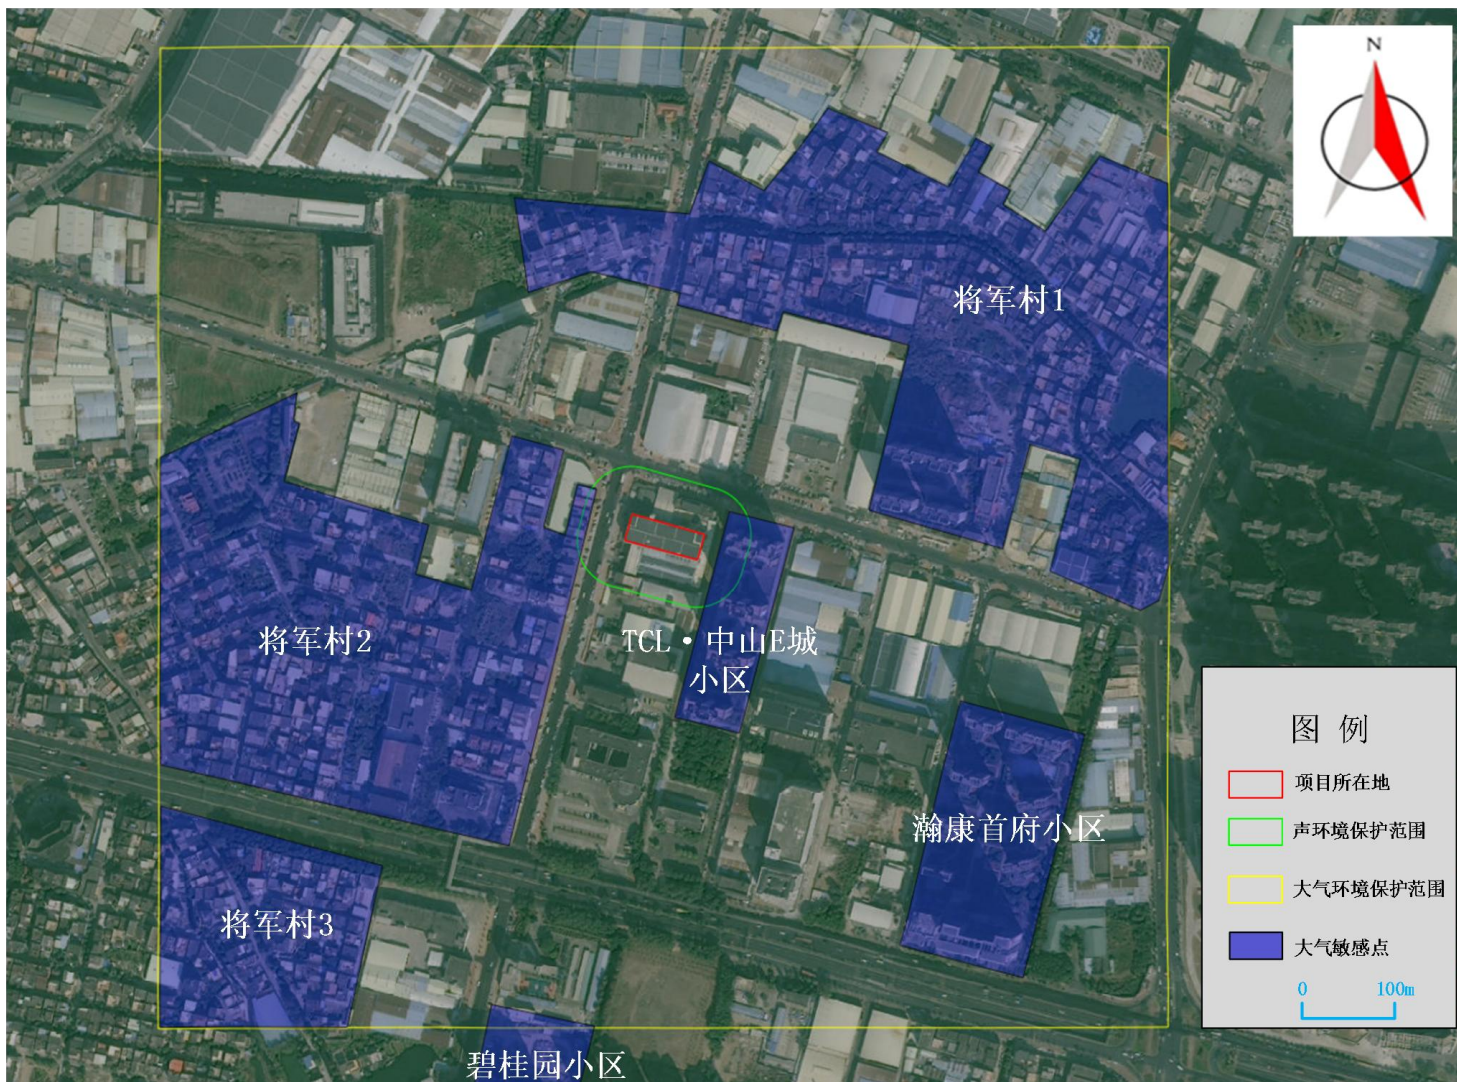 N
将军村1
将军村2
TCL·中山E城
小区
瀚康首府小区
将军村3
碧桂园小区
图 例
项目所在地
声环境保护范围
大气环境保护范围
大气敏感点
0 100m